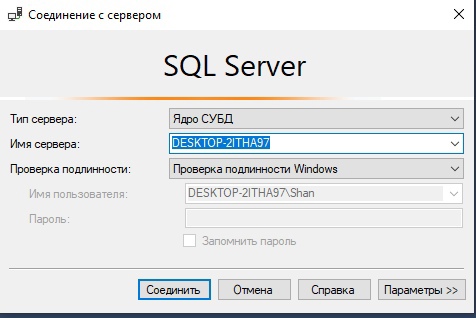 Соединение с сервером
SQL Server
Тип сервера: Ядро СУБД
Имя сервера: DESKTOP-2ITHA97
Проверка подлинности: Проверка подлинности Windows
Имя пользователя: DESKTOP-2ITHA97\Shan
Пароль:
Запомнить пароль
Соединить Отмена Справка Параметры >>